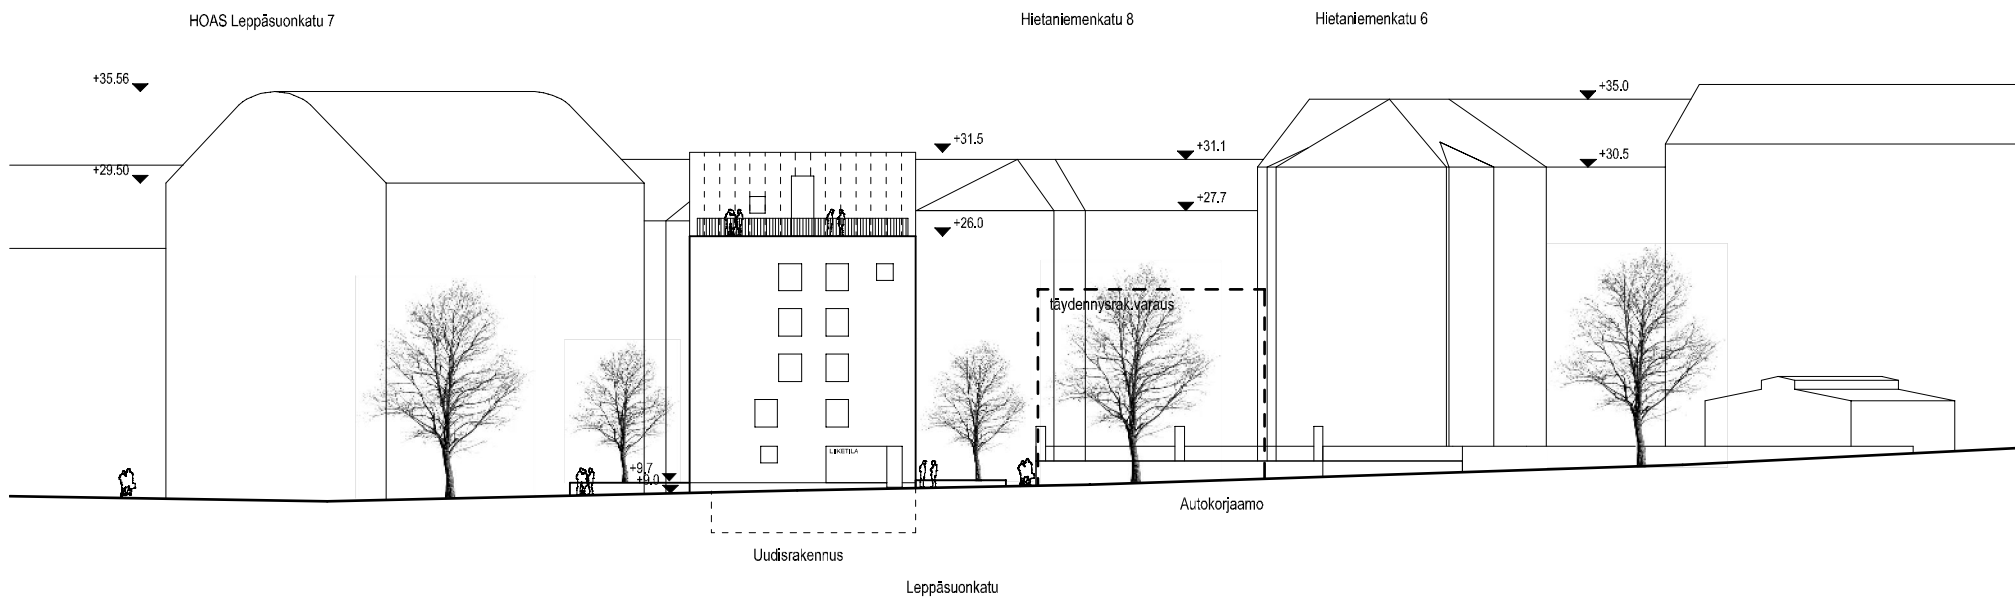 HOAS Leppäsuonkatu 7
Hietaniemenkatu 8
Hietaniemenkatu 6
+35.56
+35.0
+31.5
+31.1
+30.5
+29.50
+27.7
+26.0
täydennysrak.varaus
LIIKETILA
+9.7
+9.0
Autokorjaamo
Uudisrakennus
Leppäsuonkatu